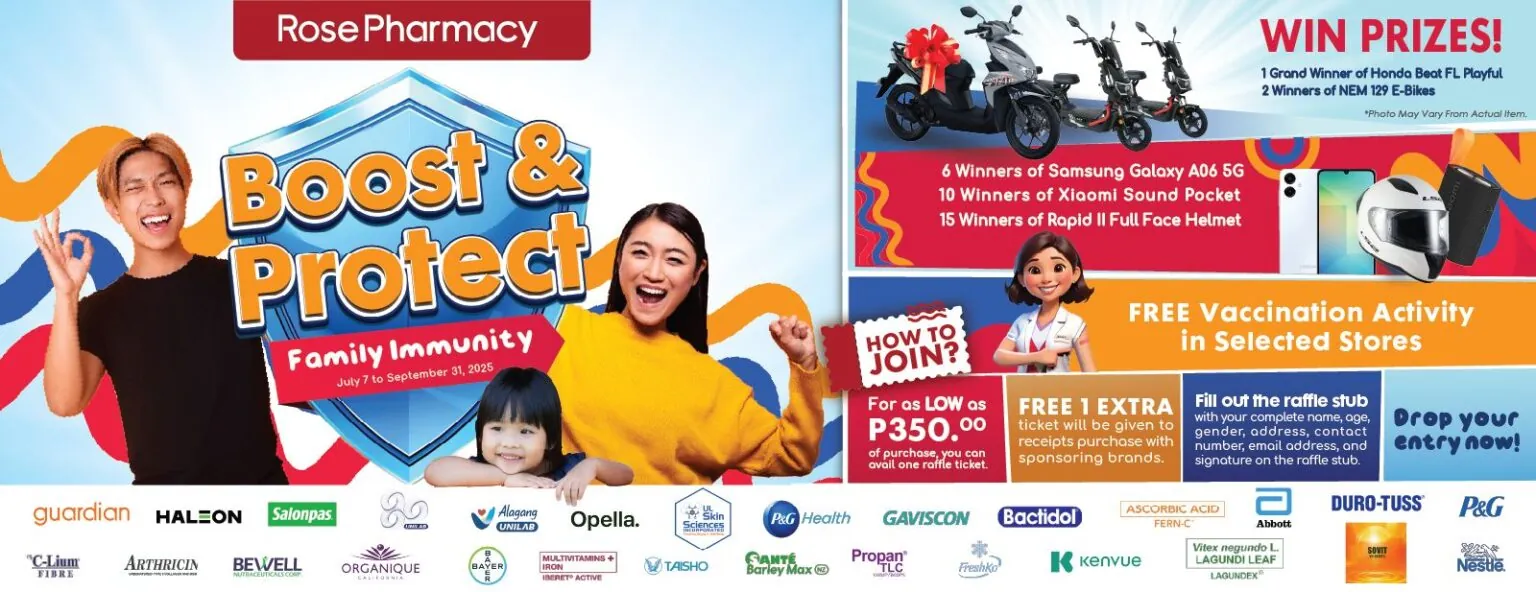 Rose Pharmacy
Boost &
Protect
Family Immunity
July 7 to September 31, 2025
WIN PRIZES!
1 Grand Winner of Honda Beat FL Playful
2 Winners of NEM 129 E-Bikes
*Photo May Vary From Actual Item.
6 Winners of Samsung Galaxy A06 5G
10 Winners of Xiaomi Sound Pocket
15 Winners of Rapid II Full Face Helmet
FREE Vaccination Activity
in Selected Stores
HOW TO
JOIN?
For as LOW as
P350.00
of purchase, you can
avail one raffle ticket.
FREE 1 EXTRA
ticket will be given to
receipts purchase with
sponsoring brands.
Fill out the raffle stub
with your complete name, age,
gender, address, contact
number, email address, and
signature on the raffle stub.
Drop your
entry now!
guardian
HALEON
Salonpas
UNILAB
Alagang
UNILAB
Opella.
UL
Skin
Sciences
INCORPORATED
P&G Health
GAVISCON
Bactidol
ASCORBIC ACID
FERN-C
Abbott
DURO-TUSS
P&G
C-Lium
FIBRE
ARTHRICIN
BEWELL
NUTRACEUTICALS CORP.
ORGANIQUE
CALIFORNIA
BAYER
BAYER
MULTIVITAMINS +
IRON
IBERET® ACTIVE
TAISHO
SANTÉ
Barley Max NZ
Propan®
TLC
FreshKo
Kenvue
Vitex negundo L.
LAGUNDI LEAF
LAGUNDEX®
SOVIT
Nestlé